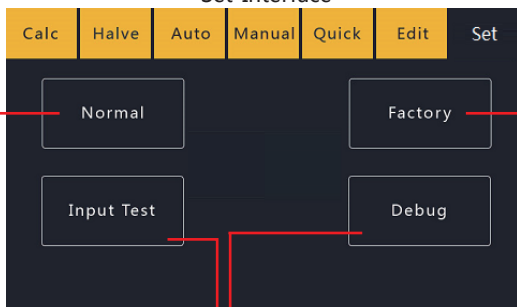 Set Interface
Calc Halve Auto Manual Quick Edit Set
Normal Factory
Input Test Debug